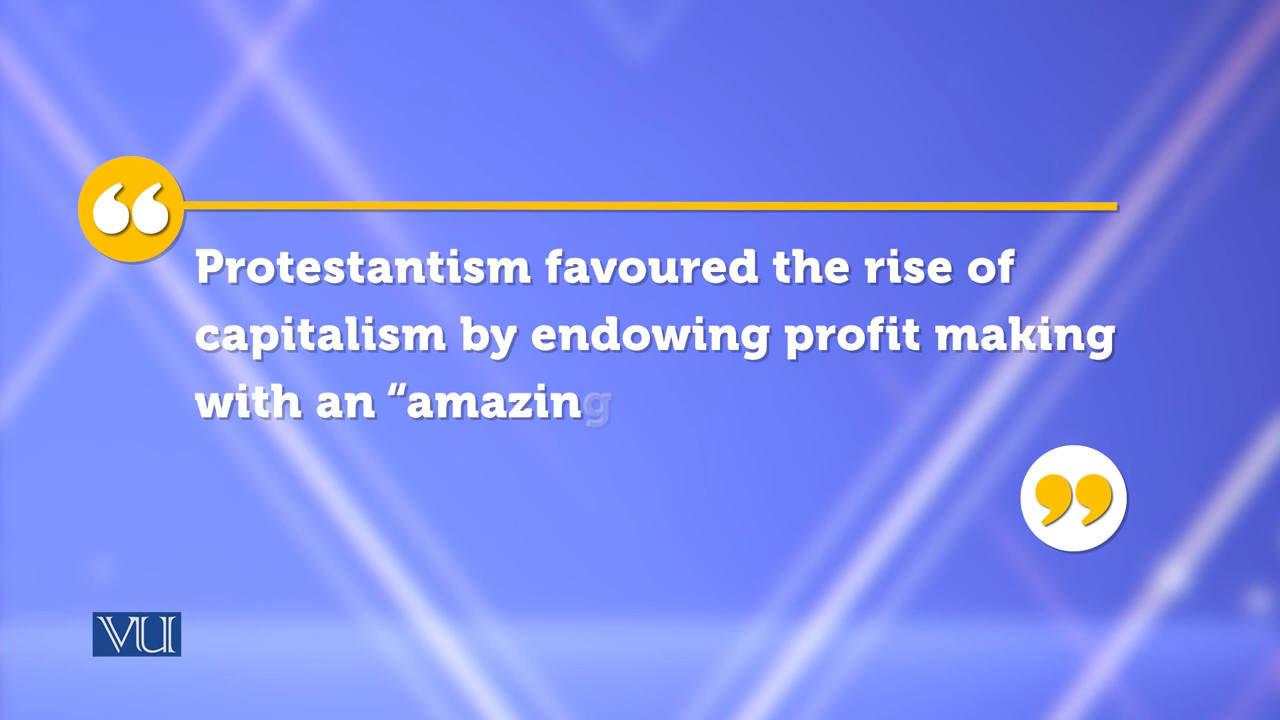 Protestantism favoured the rise of
capitalism by endowing profit making
with an “amazing
VU